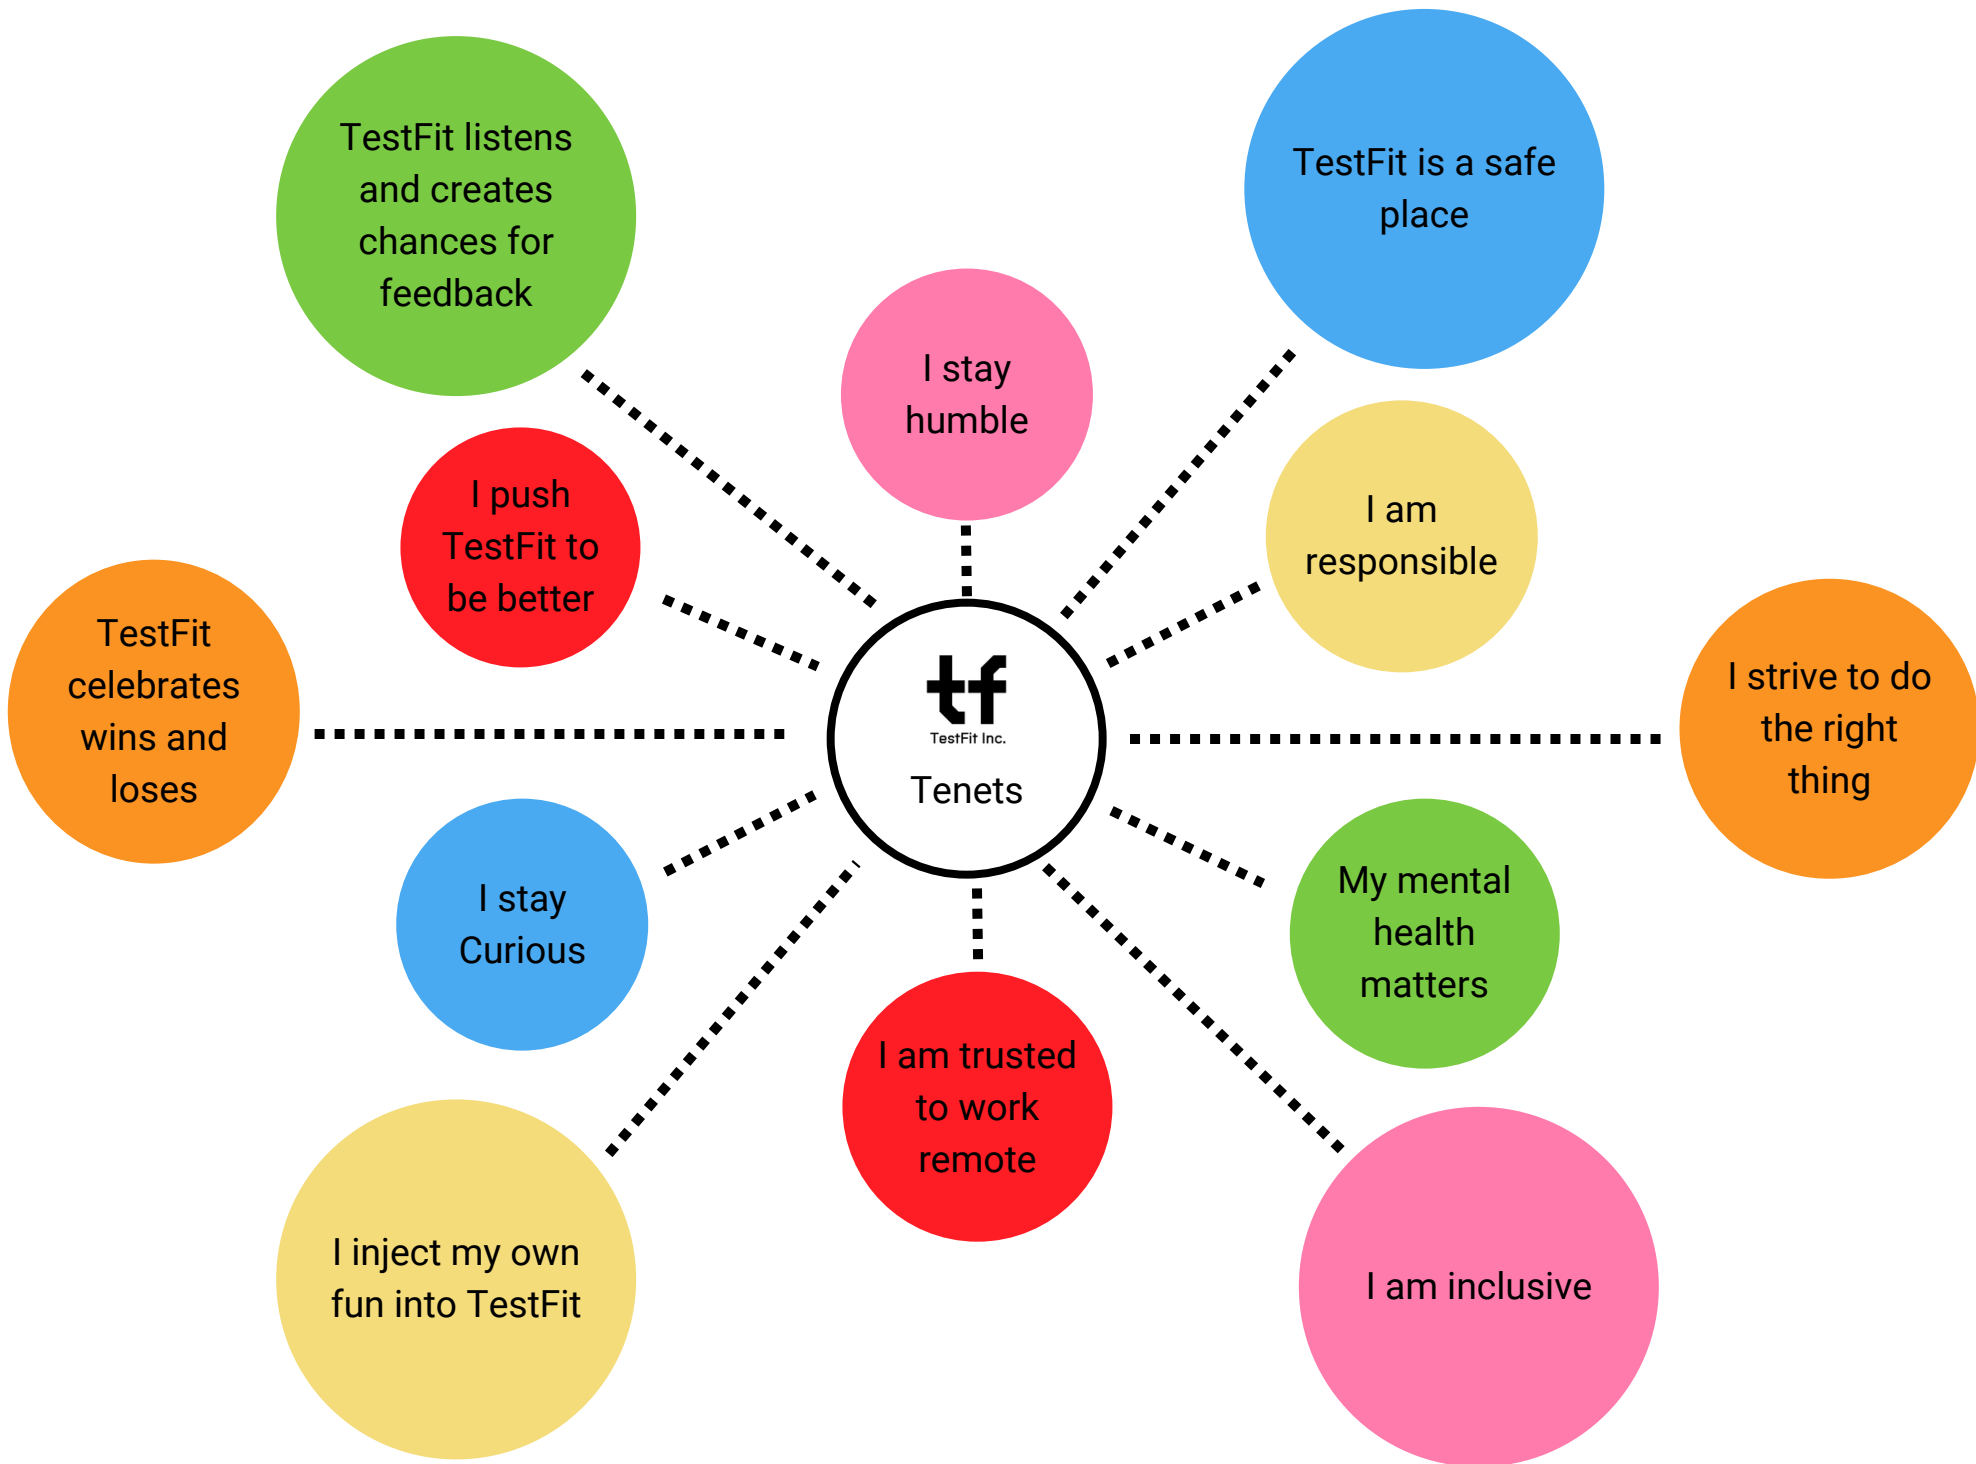 TestFit listens
and creates
chances for
feedback
TestFit is a safe
place
I stay
humble
I push
TestFit to
be better
I am
responsible
TestFit
celebrates
wins and
loses
tf
TestFit Inc.
Tenets
I strive to do
the right
thing
I stay
Curious
My mental
health
matters
I am trusted
to work
remote
I inject my own
fun into TestFit
I am inclusive